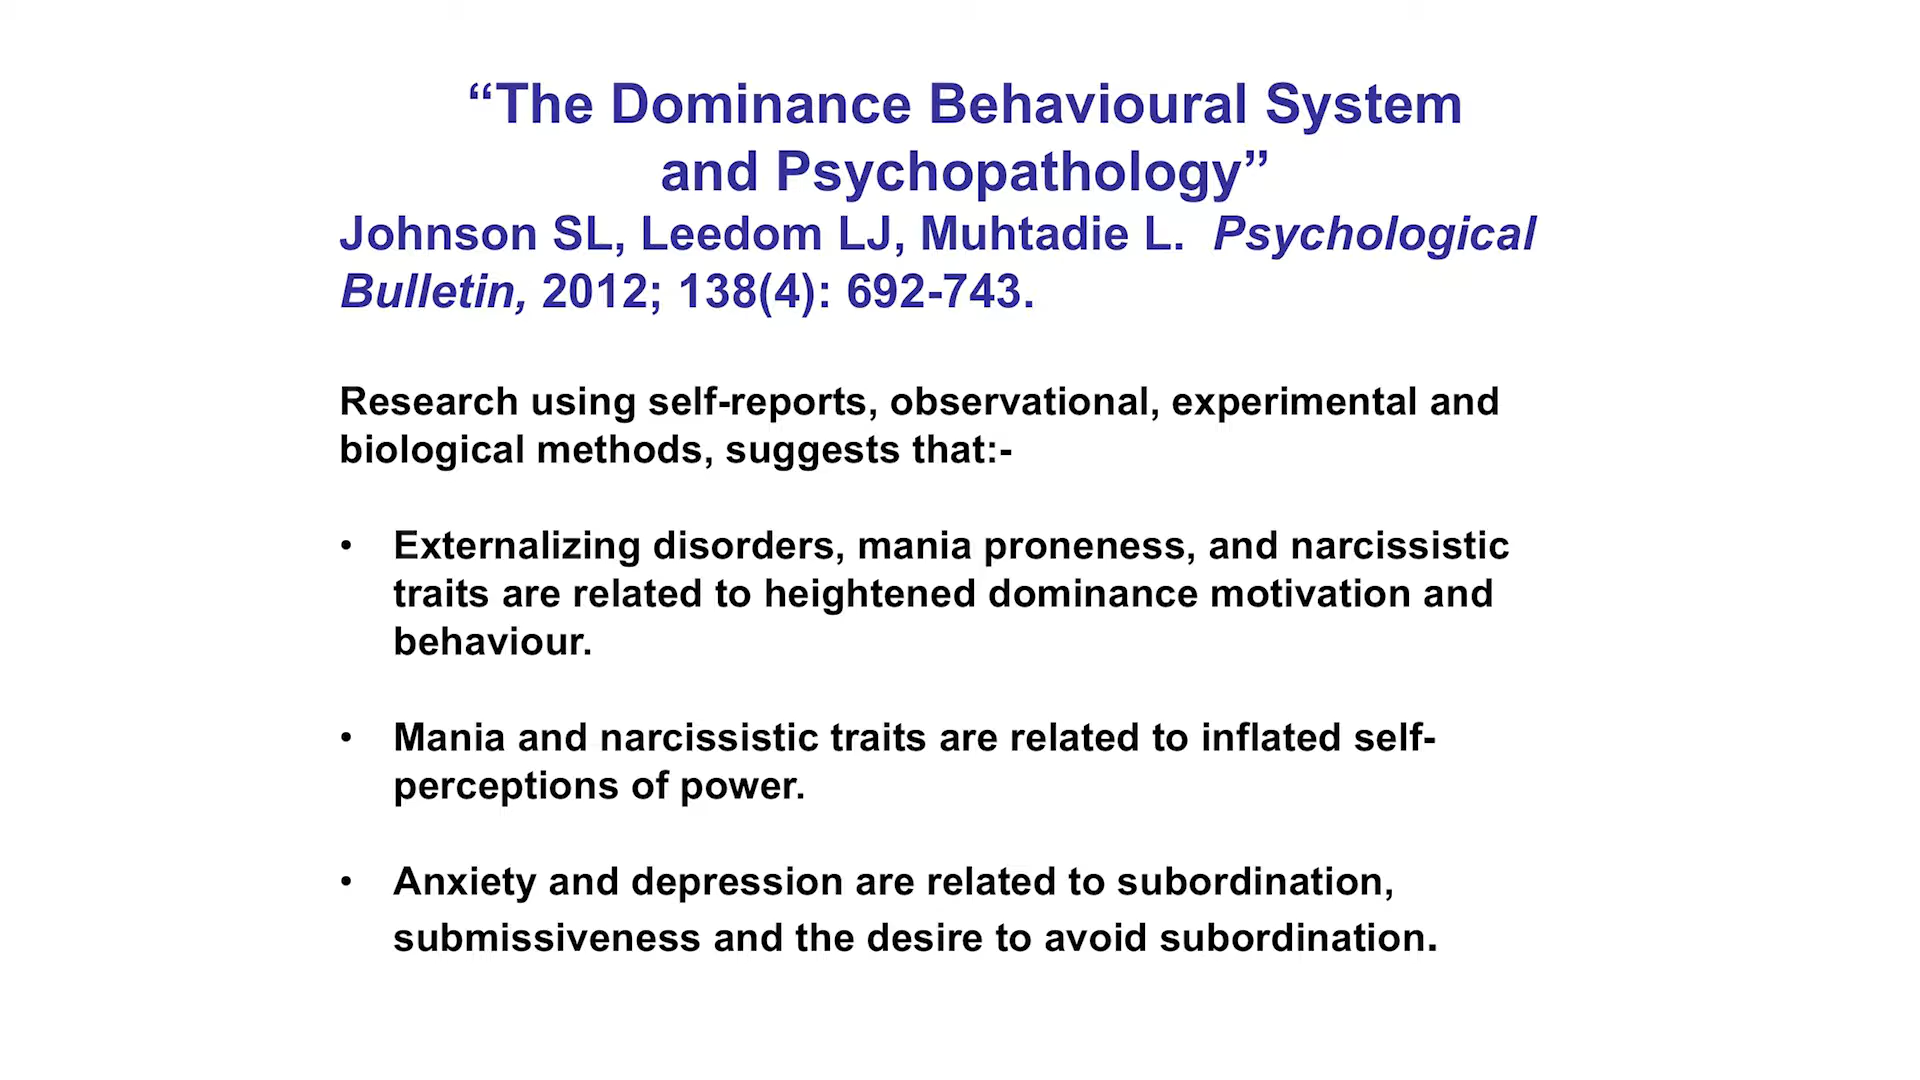 “The Dominance Behavioural System
and Psychopathology”
Johnson SL, Leedom LJ, Muhtadie L. Psychological
Bulletin, 2012; 138(4): 692-743.
Research using self-reports, observational, experimental and
biological methods, suggests that:-
• Externalizing disorders, mania proneness, and narcissistic
traits are related to heightened dominance motivation and
behaviour.
• Mania and narcissistic traits are related to inflated self-
perceptions of power.
• Anxiety and depression are related to subordination,
submissiveness and the desire to avoid subordination.